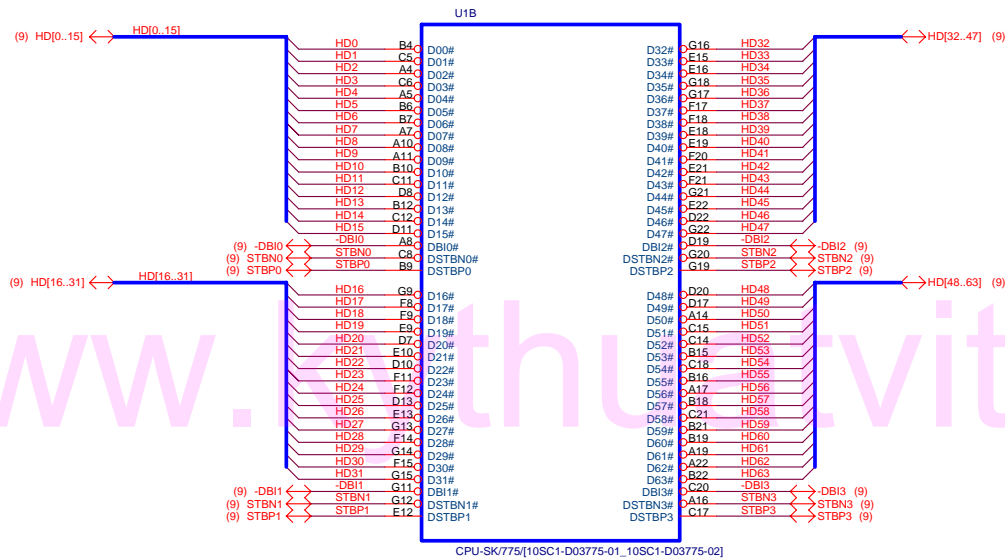 U1B
(9) HD[0..15] HD[0..15] HD[32..47] (9)
HD0 B4 D00# D32# G16 HD32
HD1 C5 D01# D33# E15 HD33
HD2 A4 D02# D34# E16 HD34
HD3 C6 D03# D35# G18 HD35
HD4 A5 D04# D36# G17 HD36
HD5 B6 D05# D37# F17 HD37
HD6 B7 D06# D38# F18 HD38
HD7 A7 D07# D39# E18 HD39
HD8 A10 D08# D40# E19 HD40
HD9 A11 D09# D41# F20 HD41
HD10 B10 D10# D42# E21 HD42
HD11 C11 D11# D43# F21 HD43
HD12 D8 D12# D44# G21 HD44
HD13 B12 D13# D45# E22 HD45
HD14 C12 D14# D46# D22 HD46
HD15 D11 D15# D47# G22 HD47
(9) -DBI0 -DBI0 A8 DBI0# DBI2# D19 -DBI2 -DBI2 (9)
(9) STBN0 STBN0 C8 DSTBN0# DSTBN2# G20 STBN2 STBN2 (9)
(9) STBP0 STBP0 B9 DSTBP0 DSTBP2 G19 STBP2 STBP2 (9)
(9) HD[16..31] HD[16..31] HD[48..63] (9)
HD16 G9 D16# D48# D20 HD48
HD17 F8 D17# D49# D17 HD49
HD18 F9 D18# D50# A14 HD50
HD19 E9 D19# D51# C15 HD51
HD20 D7 D20# D52# C14 HD52
HD21 E10 D21# D53# B15 HD53
HD22 D10 D22# D54# C18 HD54
HD23 F11 D23# D55# B16 HD55
HD24 F12 D24# D56# A17 HD56
HD25 D13 D25# D57# B18 HD57
HD26 E13 D26# D58# C21 HD58
HD27 G13 D27# D59# B21 HD59
HD28 F14 D28# D60# B19 HD60
HD29 G14 D29# D61# A19 HD61
HD30 F15 D30# D62# A22 HD62
HD31 G15 D31# D63# B22 HD63
(9) -DBI1 -DBI1 G11 DBI1# DBI3# C20 -DBI3 -DBI3 (9)
(9) STBN1 STBN1 G12 DSTBN1# DSTBN3# A16 STBN3 STBN3 (9)
(9) STBP1 STBP1 E12 DSTBP1 DSTBP3 C17 STBP3 STBP3 (9)
CPU-SK/775/[10SC1-D03775-01_10SC1-D03775-02]
www.kythuatvit